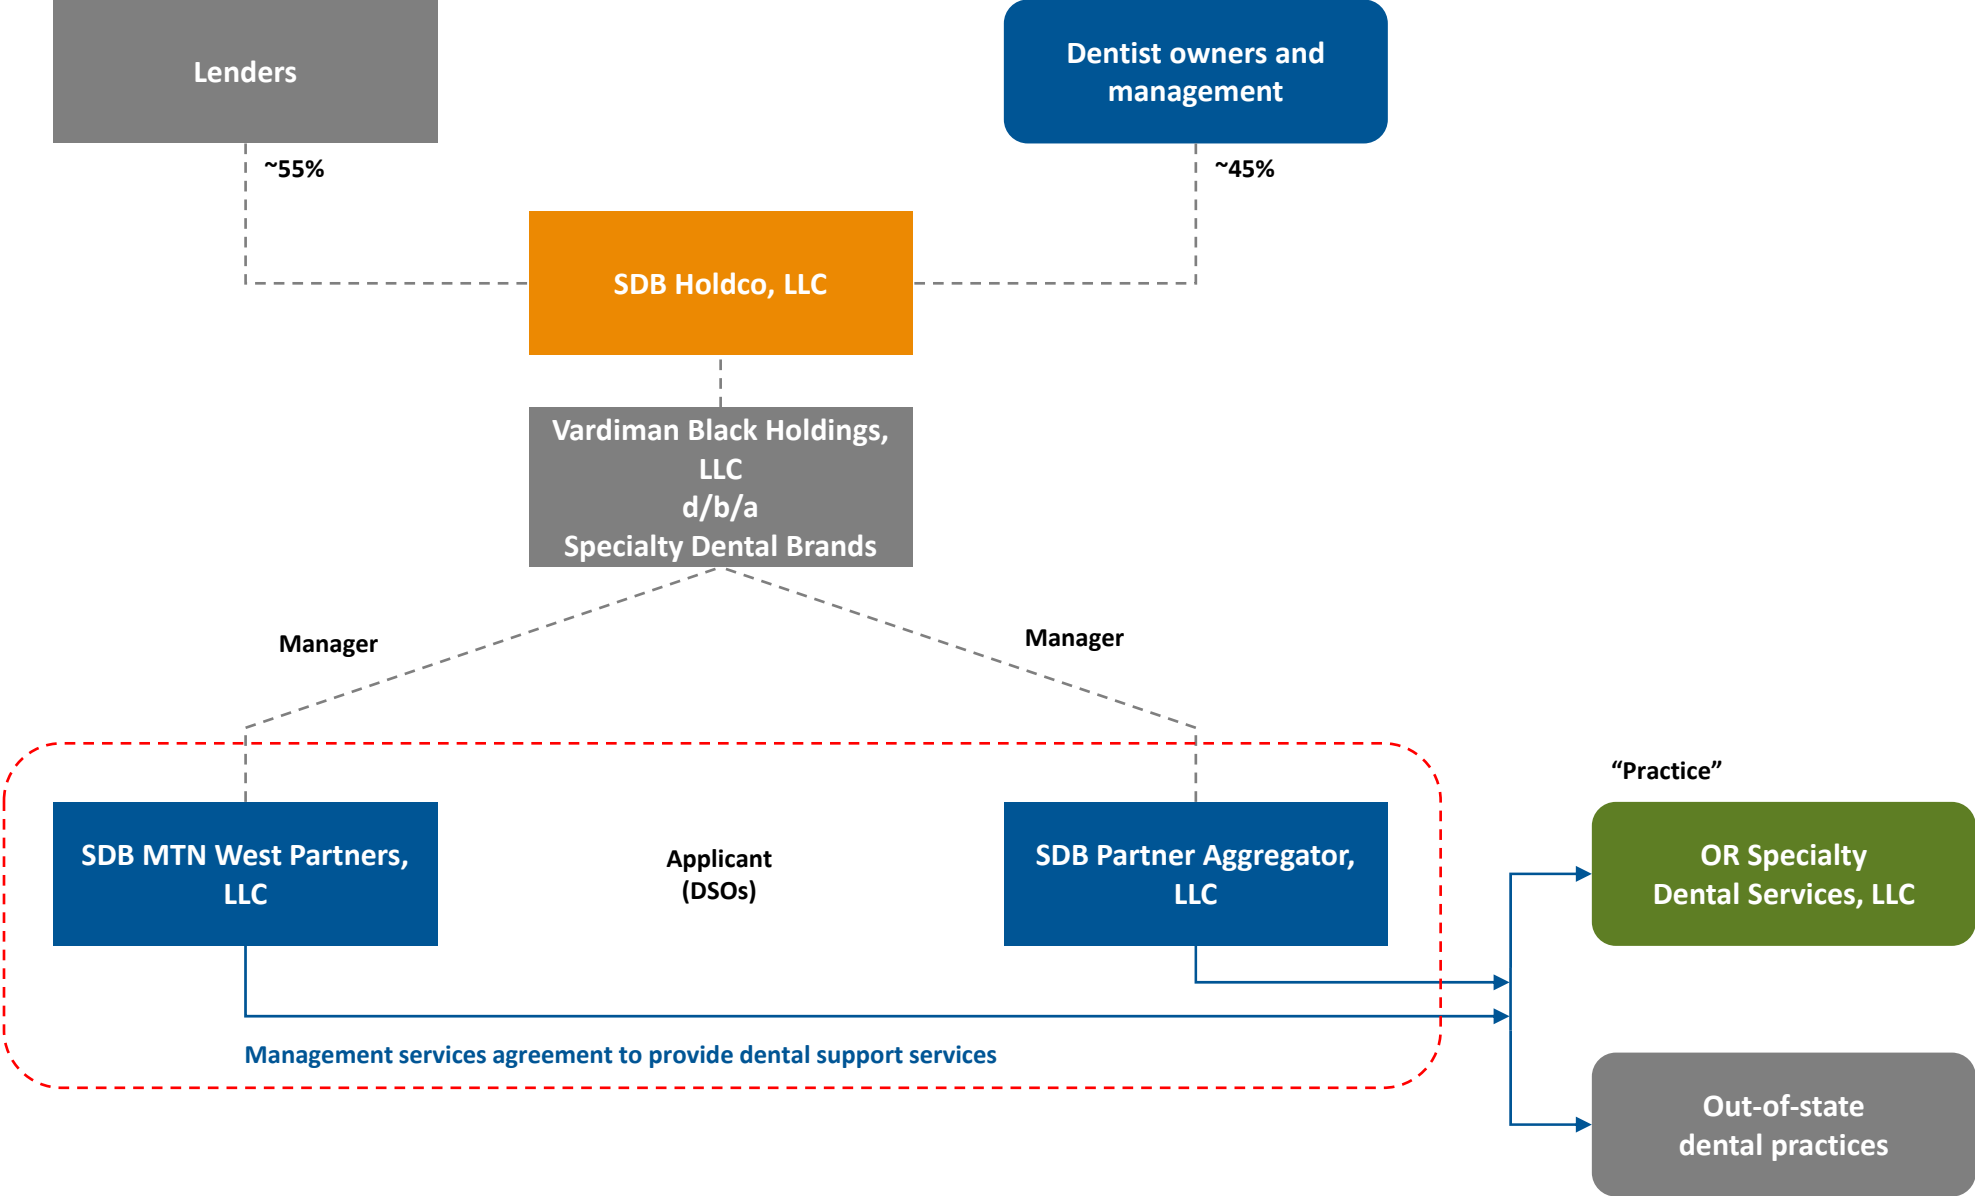 Lenders
Dentist owners and
management
~55%
~45%
SDB Holdco, LLC
Vardiman Black Holdings,
LLC
d/b/a
Specialty Dental Brands
Manager
Manager
“Practice”
SDB MTN West Partners,
LLC
Applicant
(DSOs)
SDB Partner Aggregator,
LLC
OR Specialty
Dental Services, LLC
Management services agreement to provide dental support services
Out-of-state
dental practices